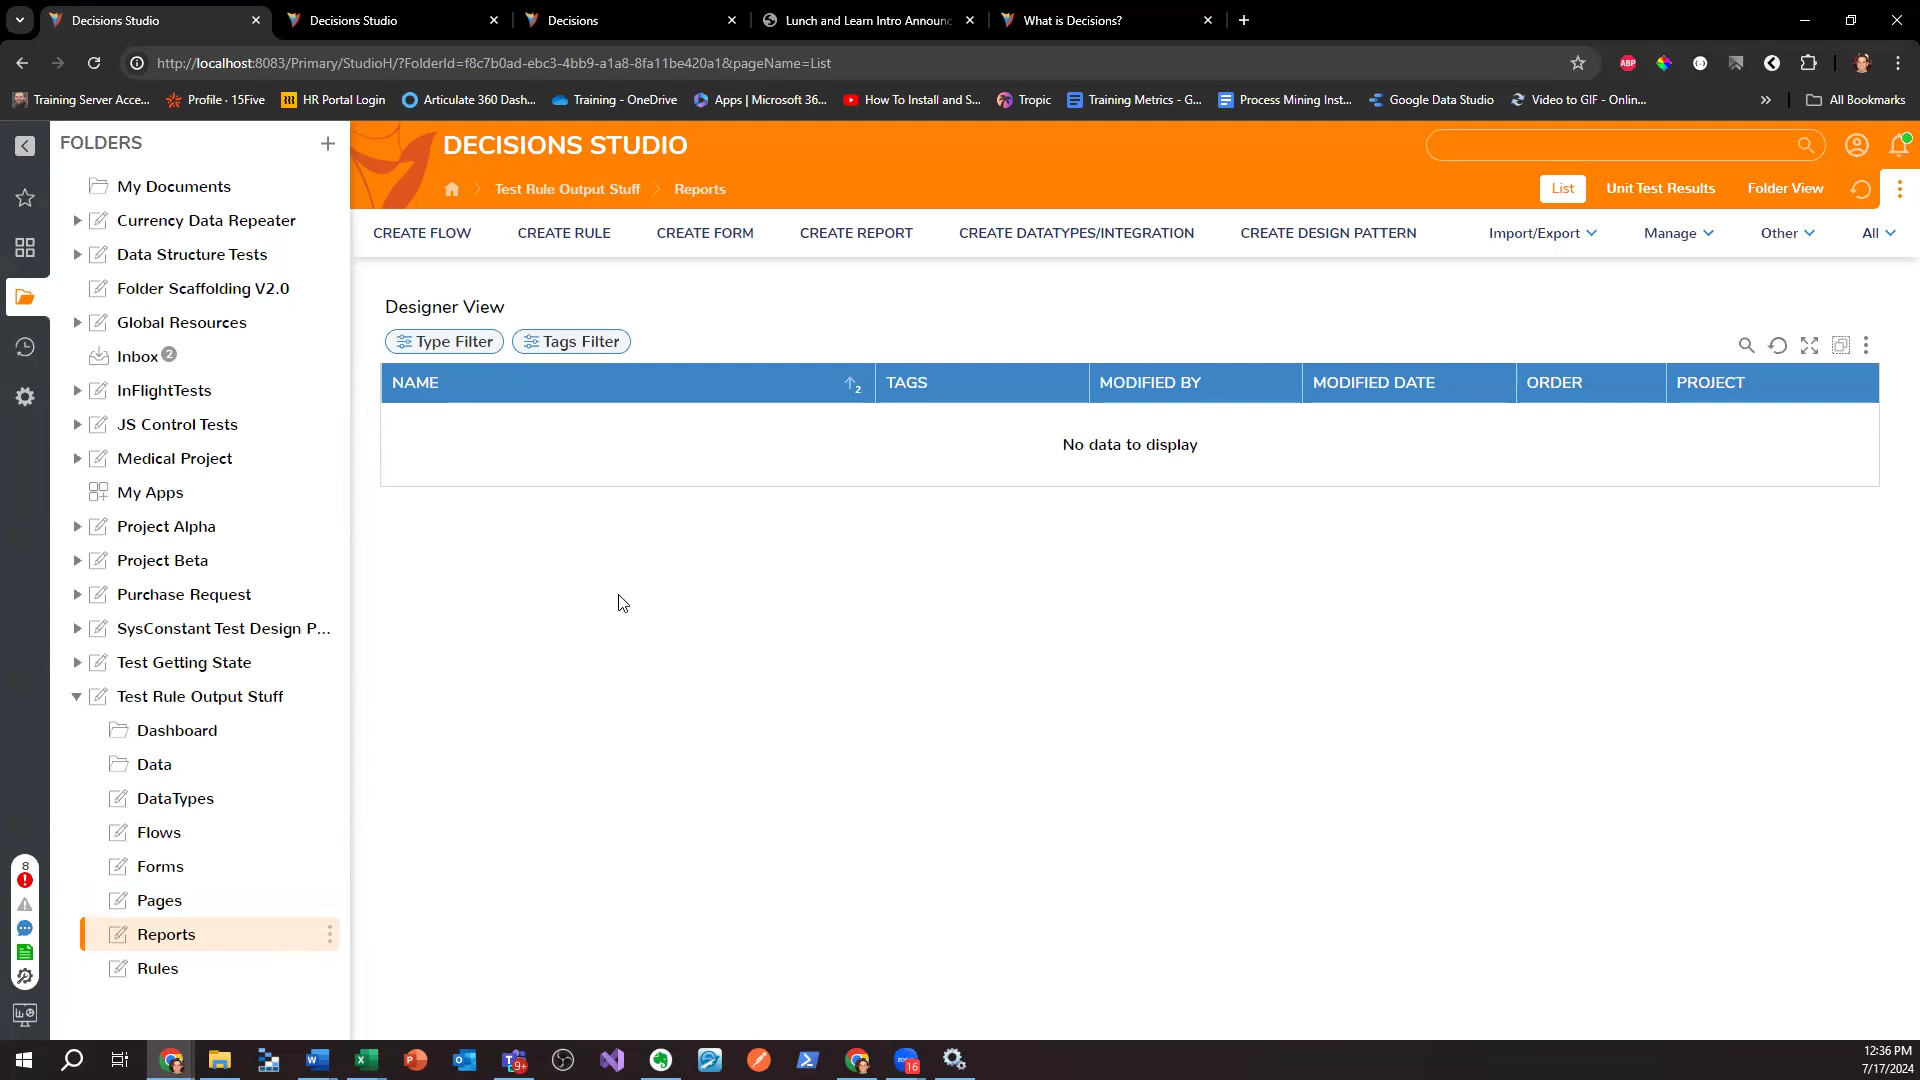 Decisions Studio
Decisions Studio
Decisions
Lunch and Learn Intro Announc
What is Decisions?
http://localhost:8083/Primary/StudioH/?FolderId=f8c7b0ad-ebc3-4bb9-a1a8-8fa11be420a1&pageName=List
ABP
Training Server Acce...
Profile · 15Five
HR Portal Login
Articulate 360 Dash...
Training - OneDrive
Apps | Microsoft 36...
How To Install and S...
Tropic
Training Metrics - G...
Process Mining Inst...
Google Data Studio
Video to GIF - Onlin...
All Bookmarks
FOLDERS
My Documents
Currency Data Repeater
Data Structure Tests
Folder Scaffolding V2.0
Global Resources
Inbox 2
InFlightTests
JS Control Tests
Medical Project
My Apps
Project Alpha
Project Beta
Purchase Request
SysConstant Test Design P...
Test Getting State
Test Rule Output Stuff
Dashboard
Data
DataTypes
Flows
Forms
Pages
Reports
Rules
8
DECISIONS STUDIO
Test Rule Output Stuff
Reports
List
Unit Test Results
Folder View
CREATE FLOW
CREATE RULE
CREATE FORM
CREATE REPORT
CREATE DATATYPES/INTEGRATION
CREATE DESIGN PATTERN
Import/Export
Manage
Other
All
Designer View
Type Filter
Tags Filter
NAME
2
TAGS
MODIFIED BY
MODIFIED DATE
ORDER
PROJECT
No data to display
9+
16
12:36 PM
7/17/2024